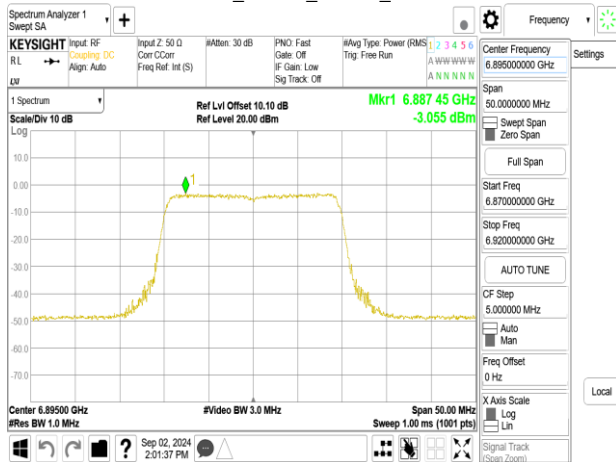 Spectrum Analyzer 1
Swept SA
+
Frequency
KEYSIGHT
RL
Input: RF
Coupling: DC
Align: Auto
Input Z: 50 Ω
Corr CCorr
Freq Ref: Int (S)
#Atten: 30 dB
PNO: Fast
Gate: Off
IF Gain: Low
Sig Track: Off
#Avg Type: Power (RMS
Trig: Free Run
1 2 3 4 5 6
A W W W W W
A N N N N N
LXI
1 Spectrum
Scale/Div 10 dB
Log
Ref Lvl Offset 10.10 dB
Ref Level 20.00 dBm
Mkr1 6.887 45 GHz
-3.055 dBm
1
10.0
0.00
-10.0
-20.0
-30.0
-40.0
-50.0
-60.0
-70.0
Center 6.89500 GHz
#Res BW 1.0 MHz
#Video BW 3.0 MHz
Span 50.00 MHz
Sweep 1.00 ms (1001 pts)
?
Sep 02, 2024
2:01:37 PM
Center Frequency
6.895000000 GHz
Span
50.0000000 MHz
Swept Span
Zero Span
Full Span
Start Freq
6.870000000 GHz
Stop Freq
6.920000000 GHz
AUTO TUNE
CF Step
5.000000 MHz
Auto
Man
Freq Offset
0 Hz
X Axis Scale
Log
Lin
Signal Track
(Span Zoom)
Settings
Local